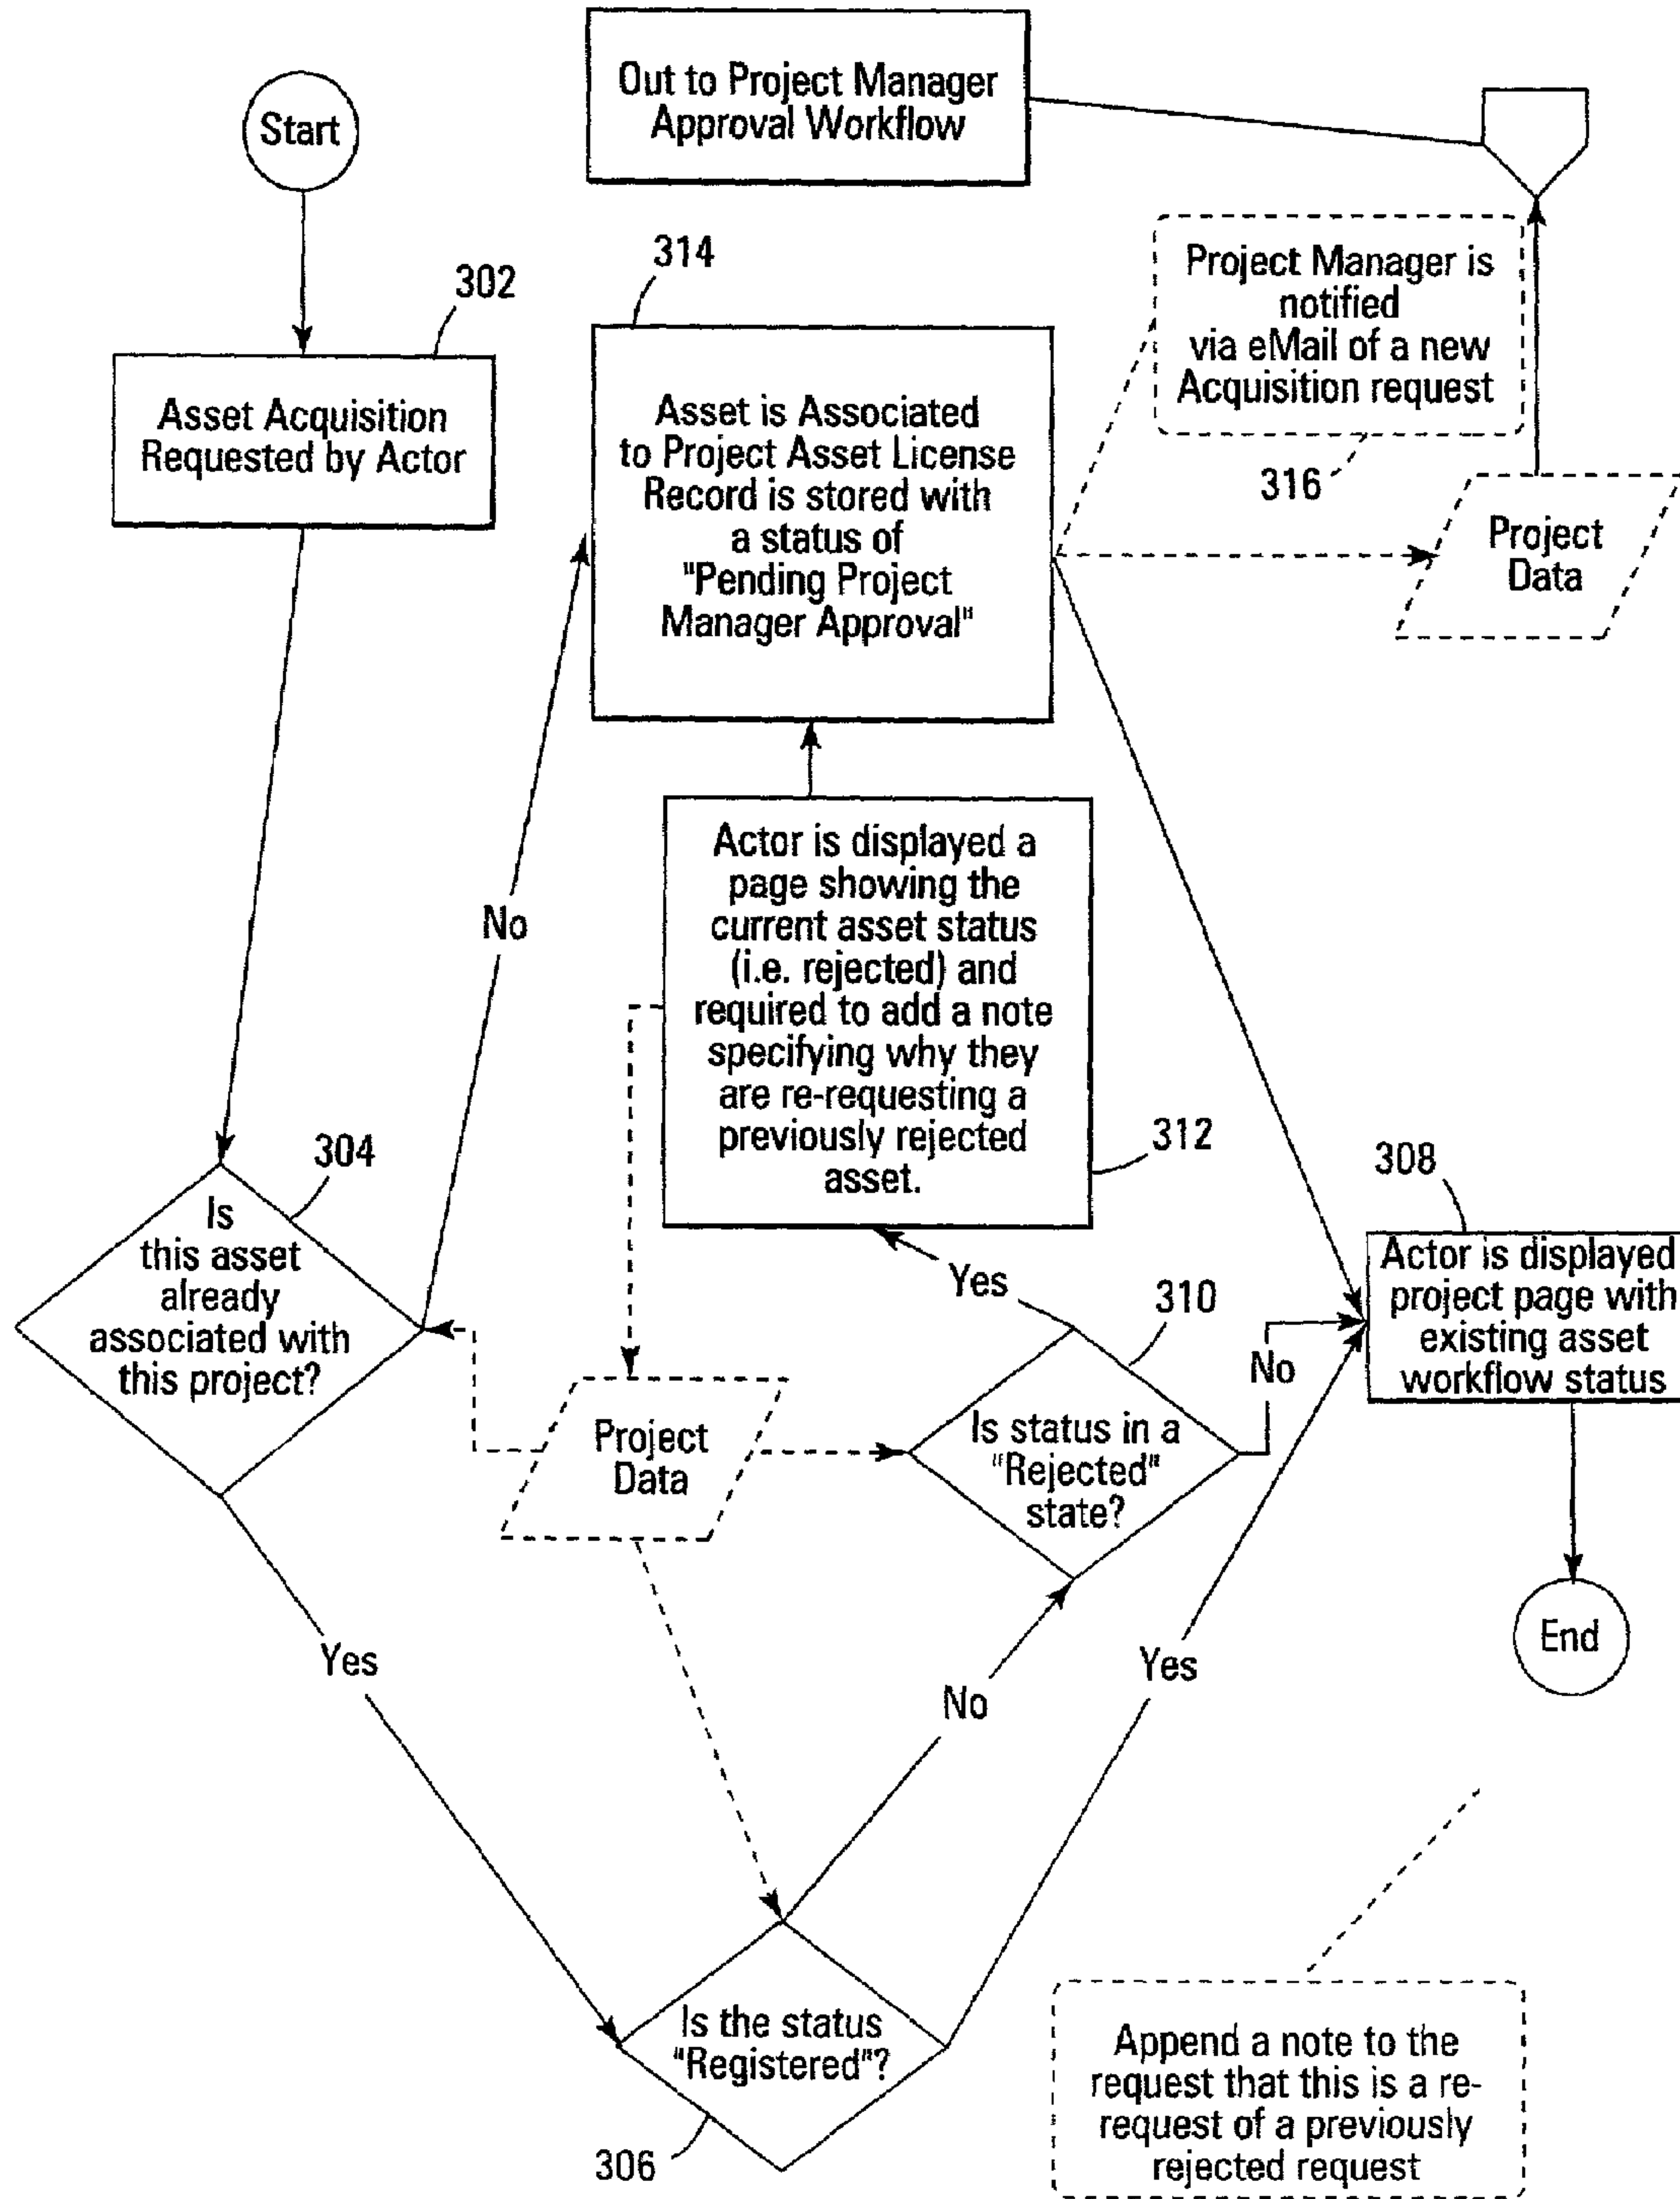 Out to Project Manager
Approval Workflow
Start
314
302
Project Manager is
notified
via eMail of a new
Acquisition request
316
Asset Acquisition
Requested by Actor
Asset is Associated
to Project Asset License
Record is stored with
a status of
"Pending Project
Manager Approval"
Project
Data
No
Actor is displayed a
page showing the
current asset status
(i.e. rejected) and
required to add a note
specifying why they
are re-requesting a
previously rejected
asset.
312
304
308
Is
this asset
already
associated with
this project?
Actor is displayed
project page with
existing asset
workflow status
Yes
310
No
Project
Data
Is status in a
"Rejected"
state?
End
Yes
No
Yes
Is the status
"Registered"?
306
Append a note to the
request that this is a re-
request of a previously
rejected request